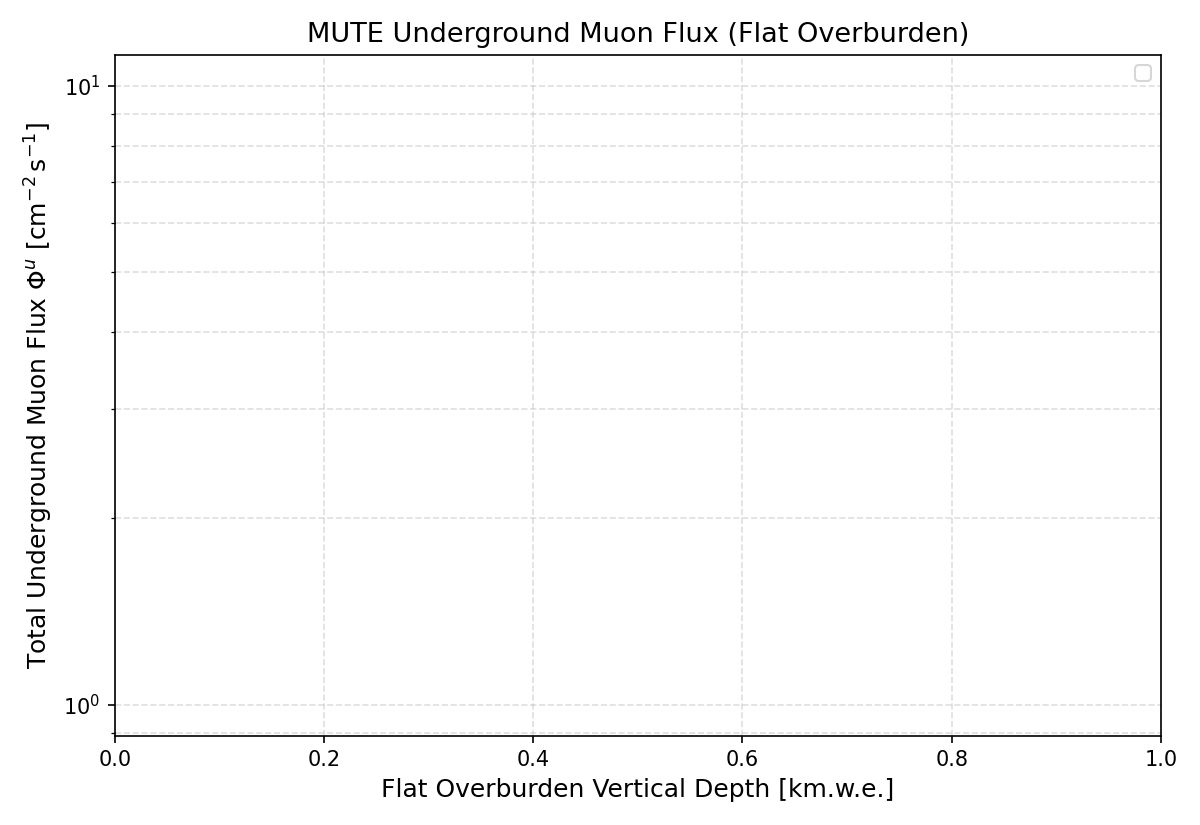 MUTE Underground Muon Flux (Flat Overburden)
Total Underground Muon Flux Φᵘ [cm⁻² s⁻¹]
10¹
10⁰
0.0 0.2 0.4 0.6 0.8 1.0
Flat Overburden Vertical Depth [km.w.e.]